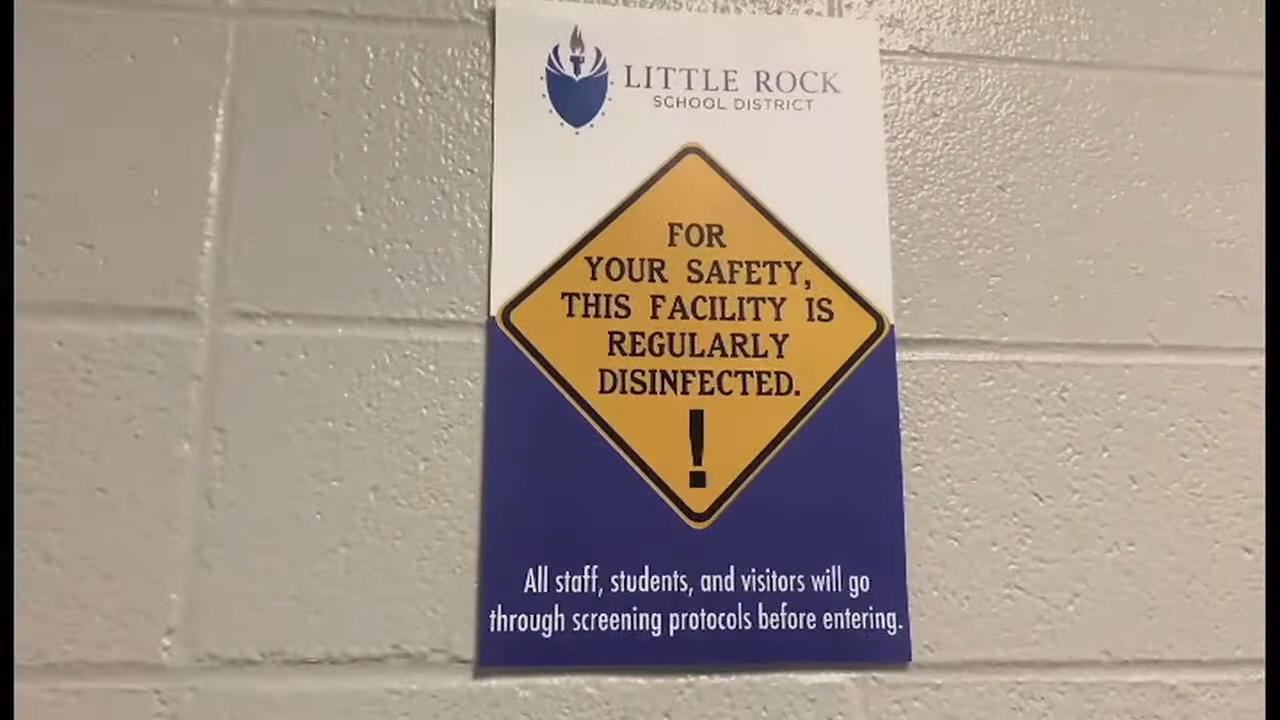 LITTLE ROCK
SCHOOL DISTRICT
FOR
YOUR SAFETY,
THIS FACILITY IS
REGULARLY
DISINFECTED.
!
All staff, students, and visitors will go
through screening protocols before entering.